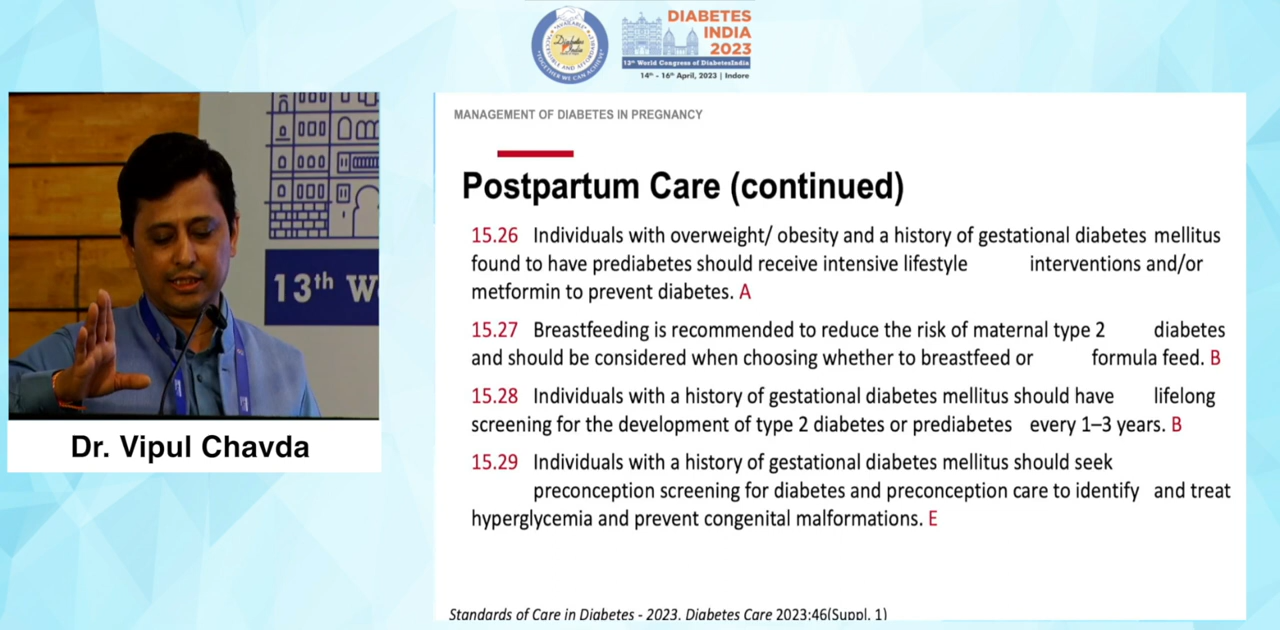 DIABETES
INDIA
2023
13th World Congress of DiabetesIndia
14th - 16th April, 2023 | Indore
Diabetes
India
TOGETHER WE CAN ACHIEVE
MANAGEMENT OF DIABETES IN PREGNANCY
Postpartum Care (continued)
15.26 Individuals with overweight/ obesity and a history of gestational diabetes mellitus
found to have prediabetes should receive intensive lifestyle interventions and/or
metformin to prevent diabetes. A
15.27 Breastfeeding is recommended to reduce the risk of maternal type 2 diabetes
and should be considered when choosing whether to breastfeed or formula feed. B
15.28 Individuals with a history of gestational diabetes mellitus should have lifelong
screening for the development of type 2 diabetes or prediabetes every 1–3 years. B
15.29 Individuals with a history of gestational diabetes mellitus should seek
preconception screening for diabetes and preconception care to identify and treat
hyperglycemia and prevent congenital malformations. E
Standards of Care in Diabetes - 2023. Diabetes Care 2023;46(Suppl. 1)
13th W
Dr. Vipul Chavda